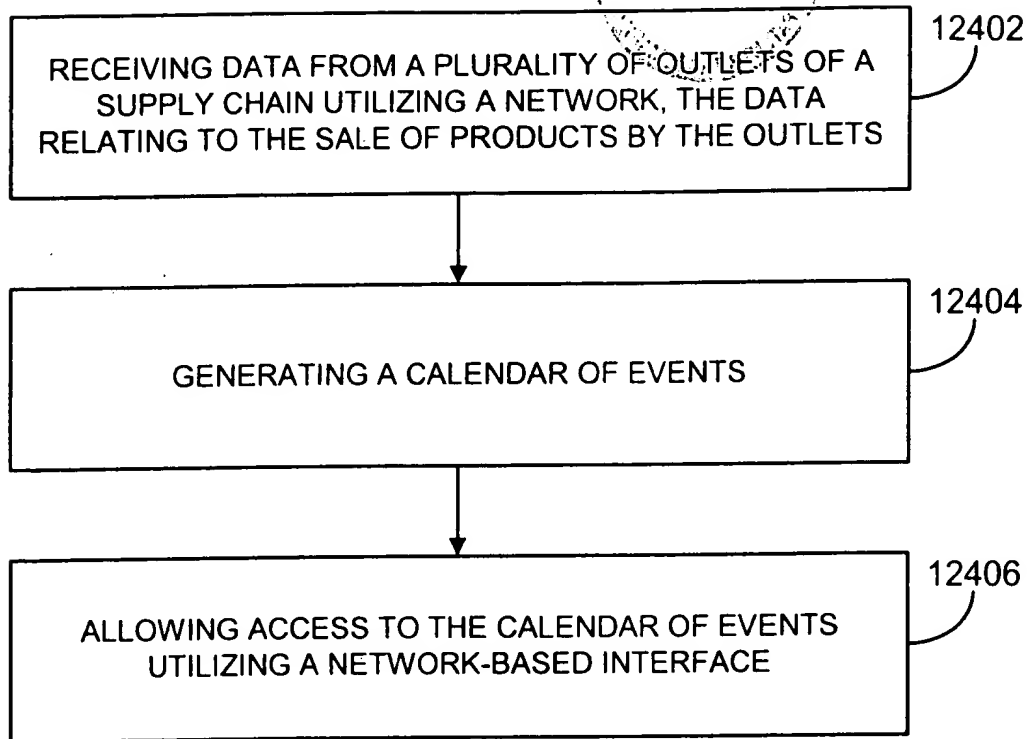 12402
RECEIVING DATA FROM A PLURALITY OF OUTLETS OF A
SUPPLY CHAIN UTILIZING A NETWORK, THE DATA
RELATING TO THE SALE OF PRODUCTS BY THE OUTLETS
12404
GENERATING A CALENDAR OF EVENTS
12406
ALLOWING ACCESS TO THE CALENDAR OF EVENTS
UTILIZING A NETWORK-BASED INTERFACE